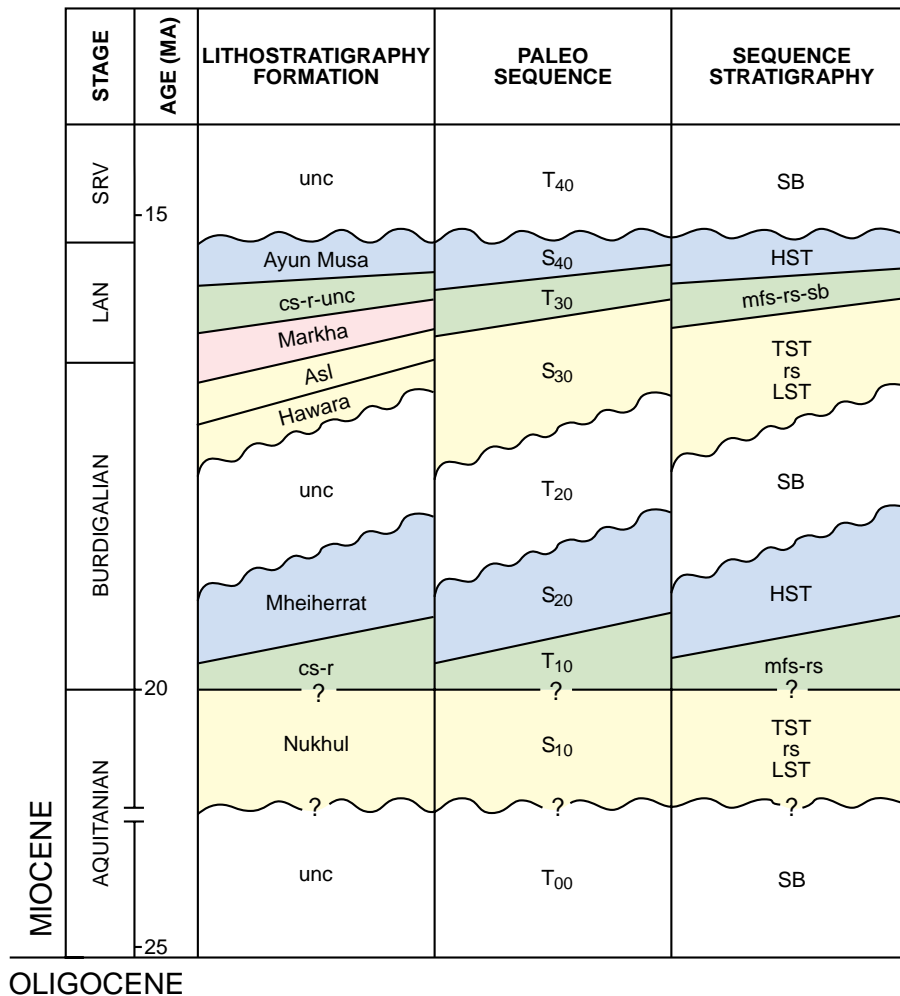 STAGE
AGE (MA)
LITHOSTRATIGRAPHY
FORMATION
PALEO
SEQUENCE
SEQUENCE
STRATIGRAPHY
SRV
15
unc
T40
SB
LAN
Ayun Musa
S40
HST
cs-r-unc
T30
mfs-rs-sb
Markha
Asl
Hawara
S30
TST
rs
LST
BURDIGALIAN
unc
T20
SB
Mheiherrat
S20
HST
cs-r
T10
mfs-rs
20
?
?
?
MIOCENE
AQUITANIAN
Nukhul
S10
TST
rs
LST
?
?
?
unc
T00
SB
25
OLIGOCENE